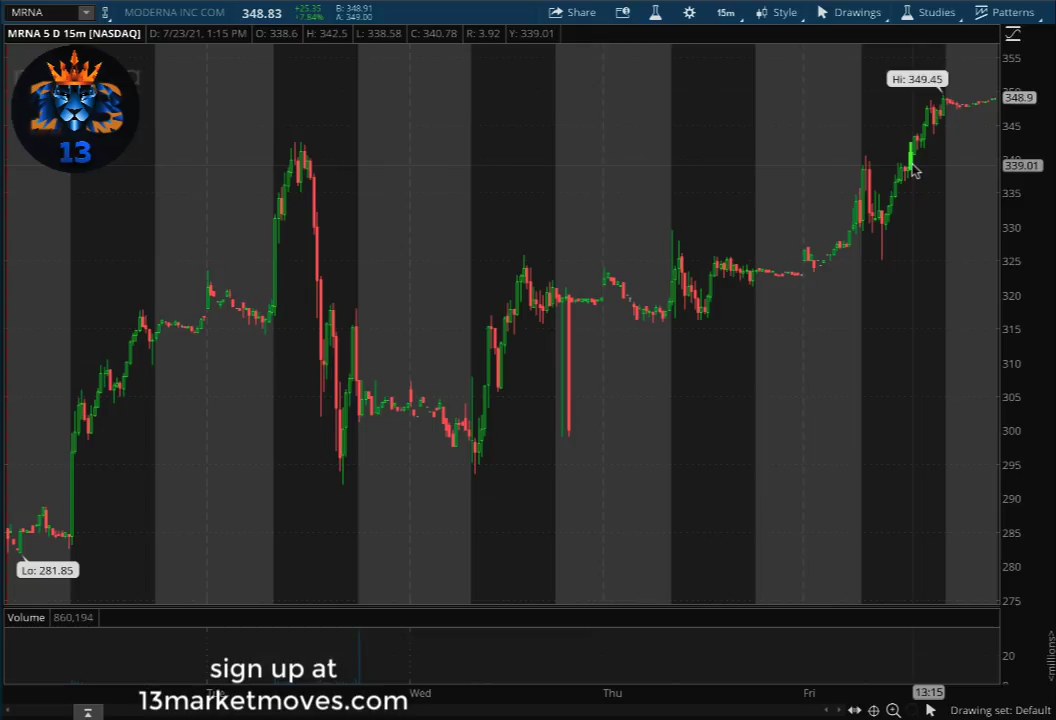 MRNA
MODERNA INC COM
348.83
+25.35
+7.84%
B: 348.91
A: 349.00
Share
15m
Style
Drawings
Studies
Patterns
MRNA 5 D 15m [NASDAQ]
D: 7/23/21, 1:15 PM
O: 338.6
H: 342.5
L: 338.58
C: 340.78
R: 3.92
Y: 339.01
13
Hi: 349.45
Lo: 281.85
355
348.9
345
339.01
335
330
325
320
315
310
305
300
295
290
285
280
275
Volume
860,194
20
<millions>
Wed
Thu
Fri
13:15
sign up at
13marketmoves.com
Drawing set: Default